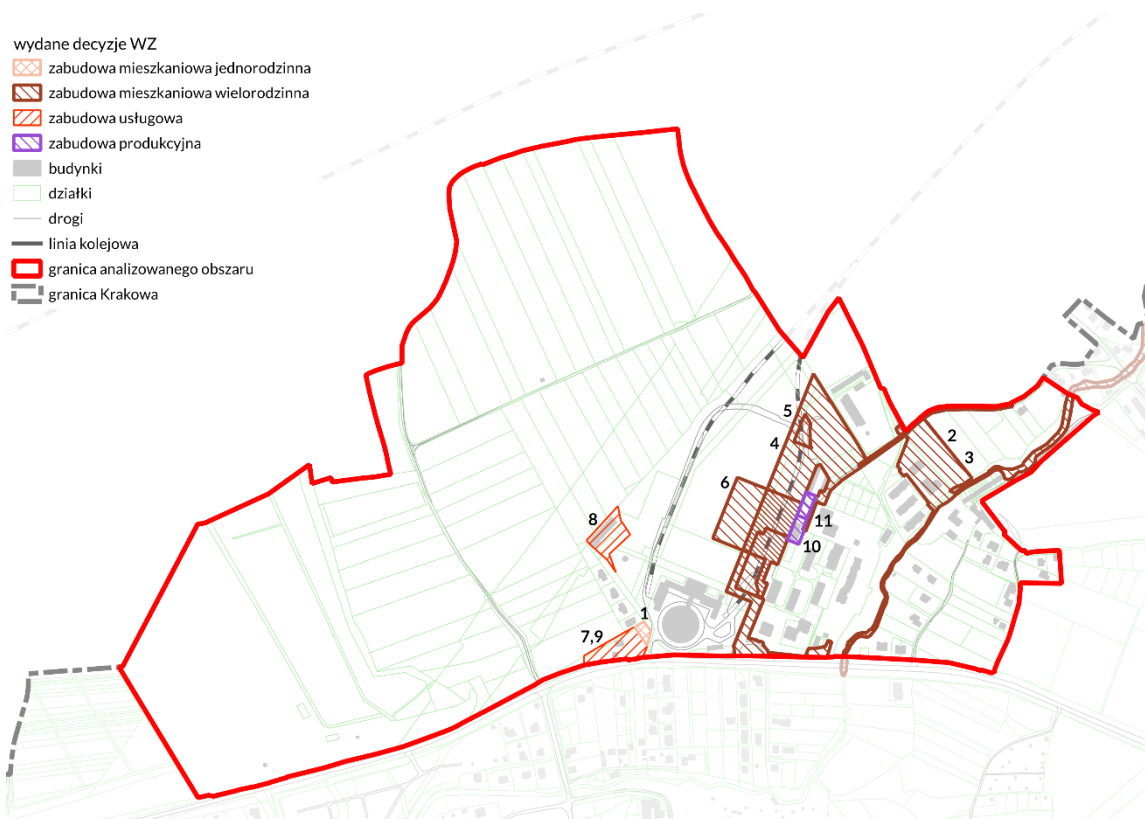 wydane decyzje WZ
zabudowa mieszkaniowa jednorodzinna
zabudowa mieszkaniowa wielorodzinna
zabudowa usługowa
zabudowa produkcyjna
budynki
działki
drogi
linia kolejowa
granica analizowanego obszaru
granica Krakowa
5
4
2
3
6
8
11
10
1
7,9